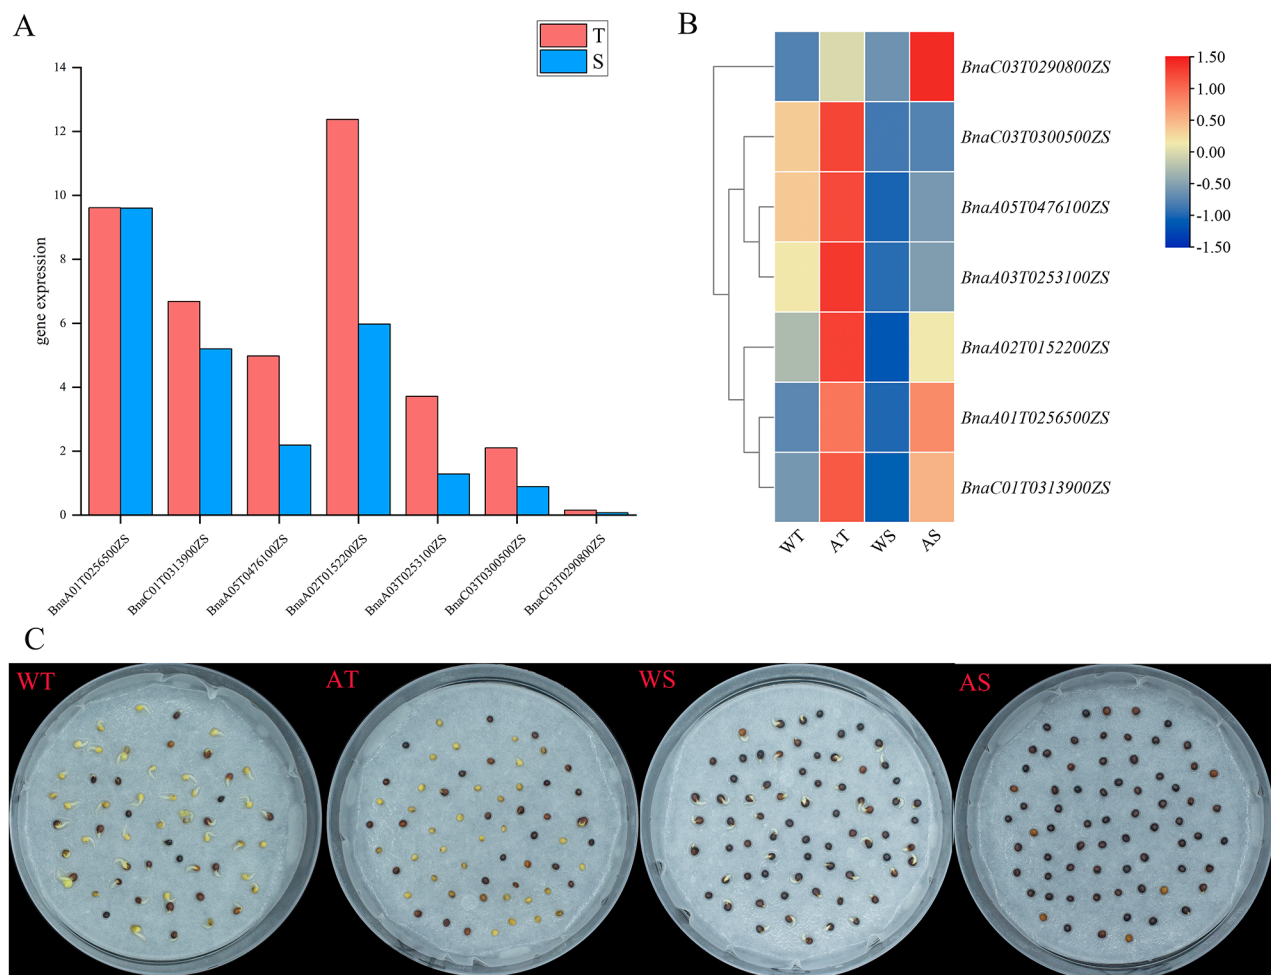 A
T
S
14
12
10
8
6
4
2
0
gene expression
BnaA01T0256500ZS
BnaC01T0313900ZS
BnaA05T0476100ZS
BnaA02T0152200ZS
BnaA03T0253100ZS
BnaC03T0300500ZS
BnaC03T0290800ZS
B
BnaC03T0290800ZS
BnaC03T0300500ZS
BnaA05T0476100ZS
BnaA03T0253100ZS
BnaA02T0152200ZS
BnaA01T0256500ZS
BnaC01T0313900ZS
WT
AT
WS
AS
1.50
1.00
0.50
0.00
-0.50
-1.00
-1.50
C
WT
AT
WS
AS